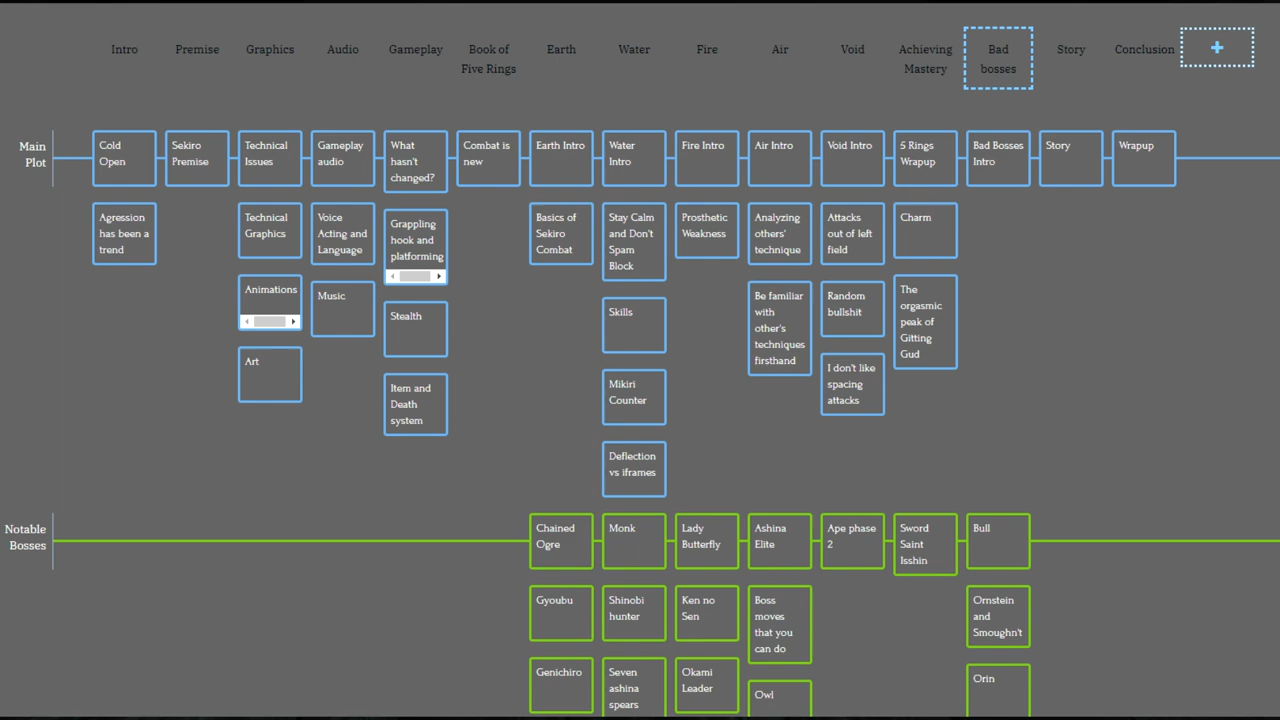 Intro
Premise
Graphics
Audio
Gameplay
Book of
Five Rings
Earth
Water
Fire
Air
Void
Achieving
Mastery
Bad
bosses
Story
Conclusion
Main
Plot
Cold
Open
Sekiro
Premise
Technical
Issues
Gameplay
audio
What
hasn't
changed?
Combat is
new
Earth Intro
Water
Intro
Fire Intro
Air Intro
Void Intro
5 Rings
Wrapup
Bad Bosses
Intro
Story
Wrapup
Agression
has been a
trend
Technical
Graphics
Voice
Acting and
Language
Grappling
hook and
platforming
Basics of
Sekiro
Combat
Stay Calm
and Don't
Spam
Block
Prosthetic
Weakness
Analyzing
others'
technique
Attacks
out of left
field
Charm
Animations
Music
Stealth
Skills
Be familiar
with
other's
techniques
firsthand
Random
bullshit
The
orgasmic
peak of
Gitting
Gud
Art
Item and
Death
system
Mikiri
Counter
I don't like
spacing
attacks
Deflection
vs iframes
Notable
Bosses
Chained
Ogre
Monk
Lady
Butterfly
Ashina
Elite
Ape phase
2
Sword
Saint
Isshin
Bull
Gyoubu
Shinobi
hunter
Ken no
Sen
Boss
moves
that you
can do
Ornstein
and
Smoughn't
Genichiro
Seven
ashina
spears
Okami
Leader
Owl
Orin